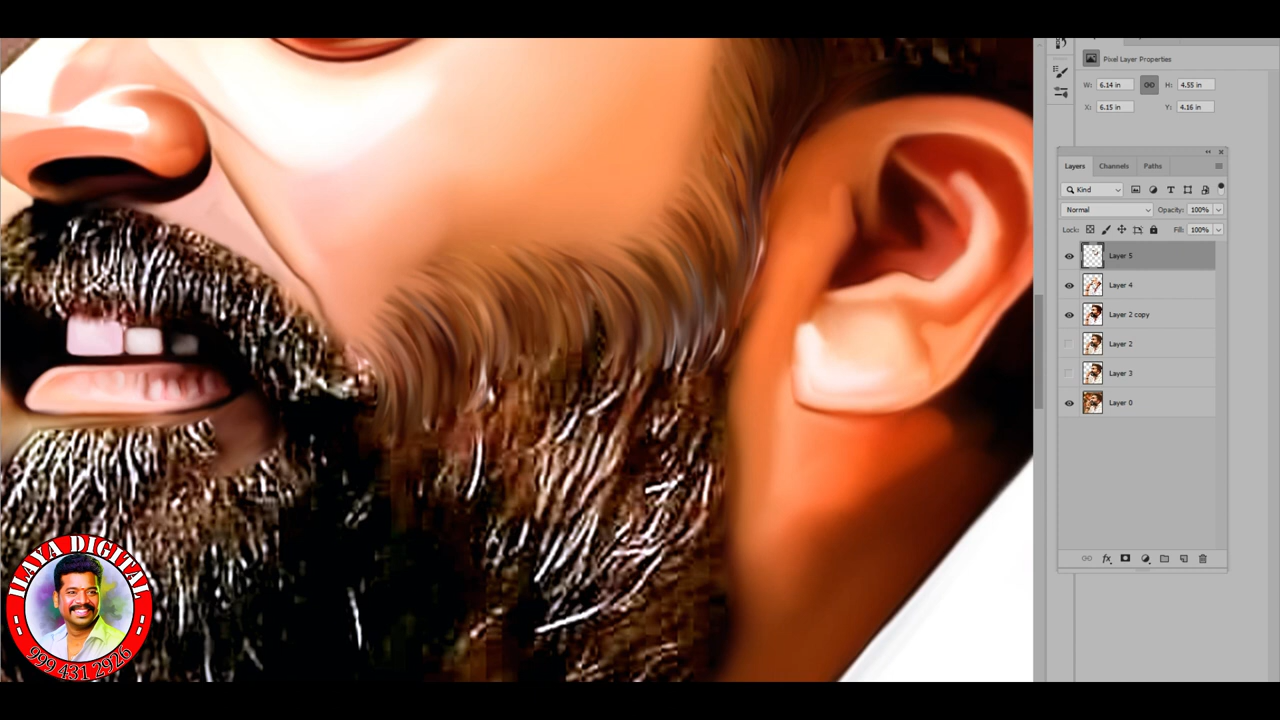 Pixel Layer Properties
W: 6.14 in H: 4.55 in
X: 6.15 in Y: 4.16 in
Layers Channels Paths
Kind
Normal Opacity: 100%
Lock: Fill: 100%
Layer 5
Layer 4
Layer 2 copy
Layer 2
Layer 3
Layer 0
fx
ILAYA DIGITAL
999 431 2926